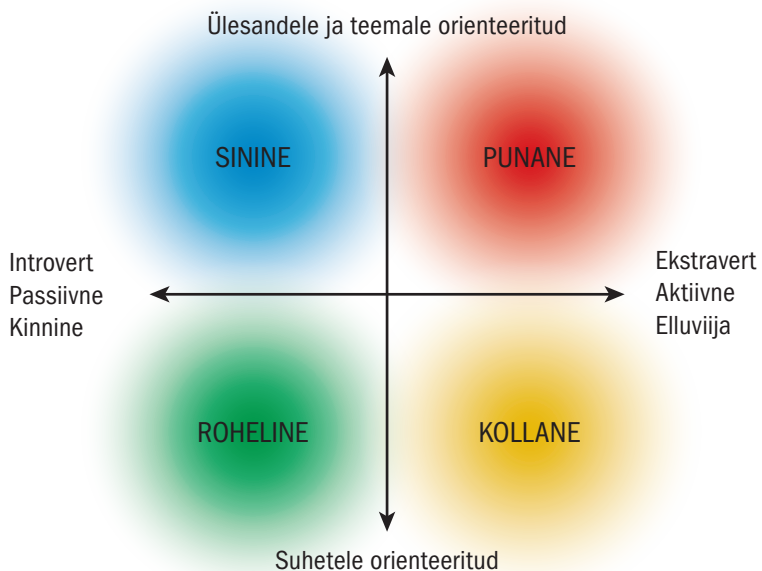 Ülesandele ja teemale orienteeritud
SININE
PUNANE
Introvert
Passiivne
Kinnine
Ekstravert
Aktiivne
Elluviija
ROHELINE
KOLLANE
Suhetele orienteeritud